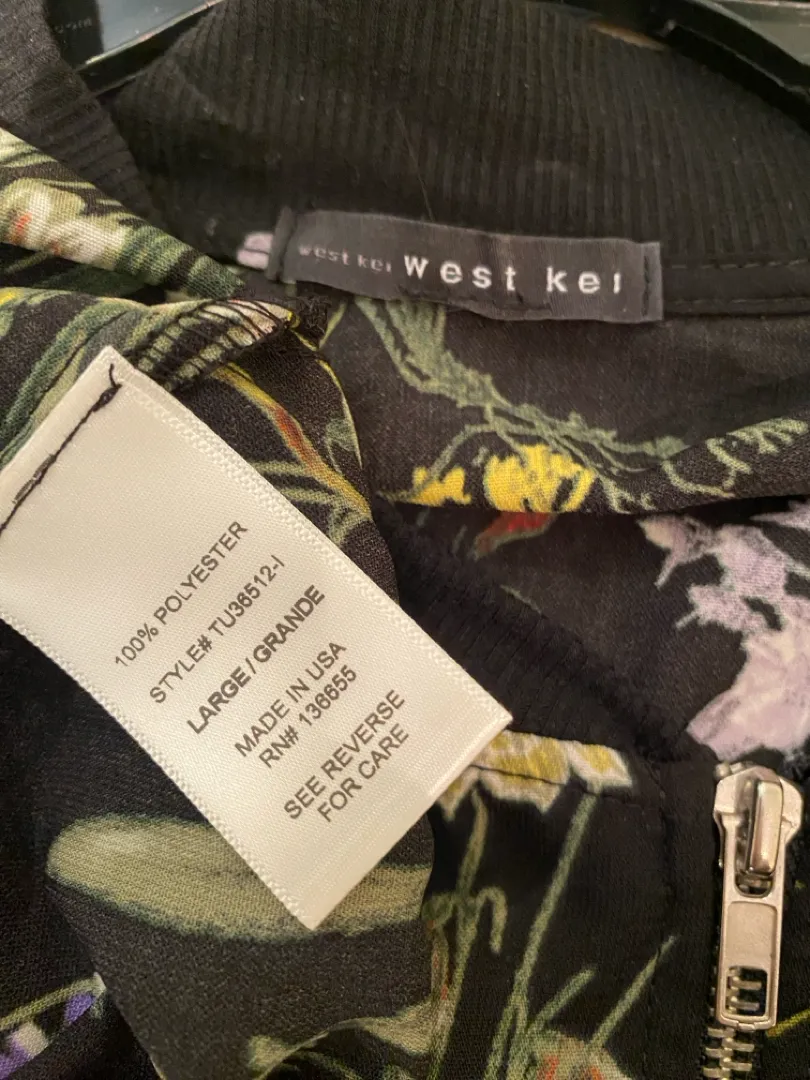 west kei west kei
100% POLYESTER
STYLE# TU36512-I
LARGE / GRANDE
MADE IN USA
RN# 136655
SEE REVERSE
FOR CARE